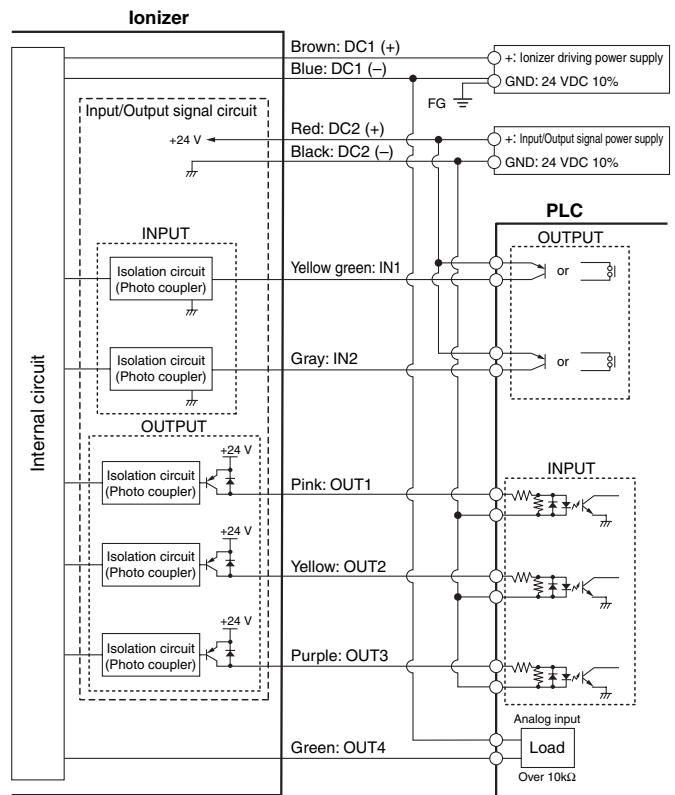 Ionizer
Brown: DC1 (+)
+: Ionizer driving power supply
Blue: DC1 (–)
GND: 24 VDC 10%
FG
Input/Output signal circuit
+24 V
Red: DC2 (+)
+: Input/Output signal power supply
Black: DC2 (–)
GND: 24 VDC 10%
PLC
INPUT
OUTPUT
Isolation circuit
(Photo coupler)
Yellow green: IN1
or
Isolation circuit
(Photo coupler)
Gray: IN2
or
Internal circuit
OUTPUT
+24 V
INPUT
Isolation circuit
(Photo coupler)
Pink: OUT1
+24 V
Isolation circuit
(Photo coupler)
Yellow: OUT2
+24 V
Isolation circuit
(Photo coupler)
Purple: OUT3
Analog input
Green: OUT4
Load
Over 10kΩ